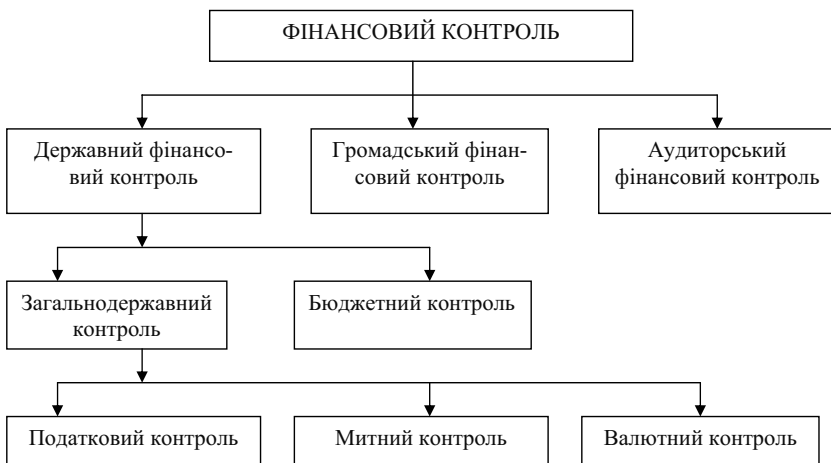 ФІНАНСОВИЙ КОНТРОЛЬ
Державний фінансо-
вий контроль
Громадський фінан-
совий контроль
Аудиторський
фінансовий контроль
Загальнодержавний
контроль
Бюджетний контроль
Податковий контроль
Митний контроль
Валютний контроль